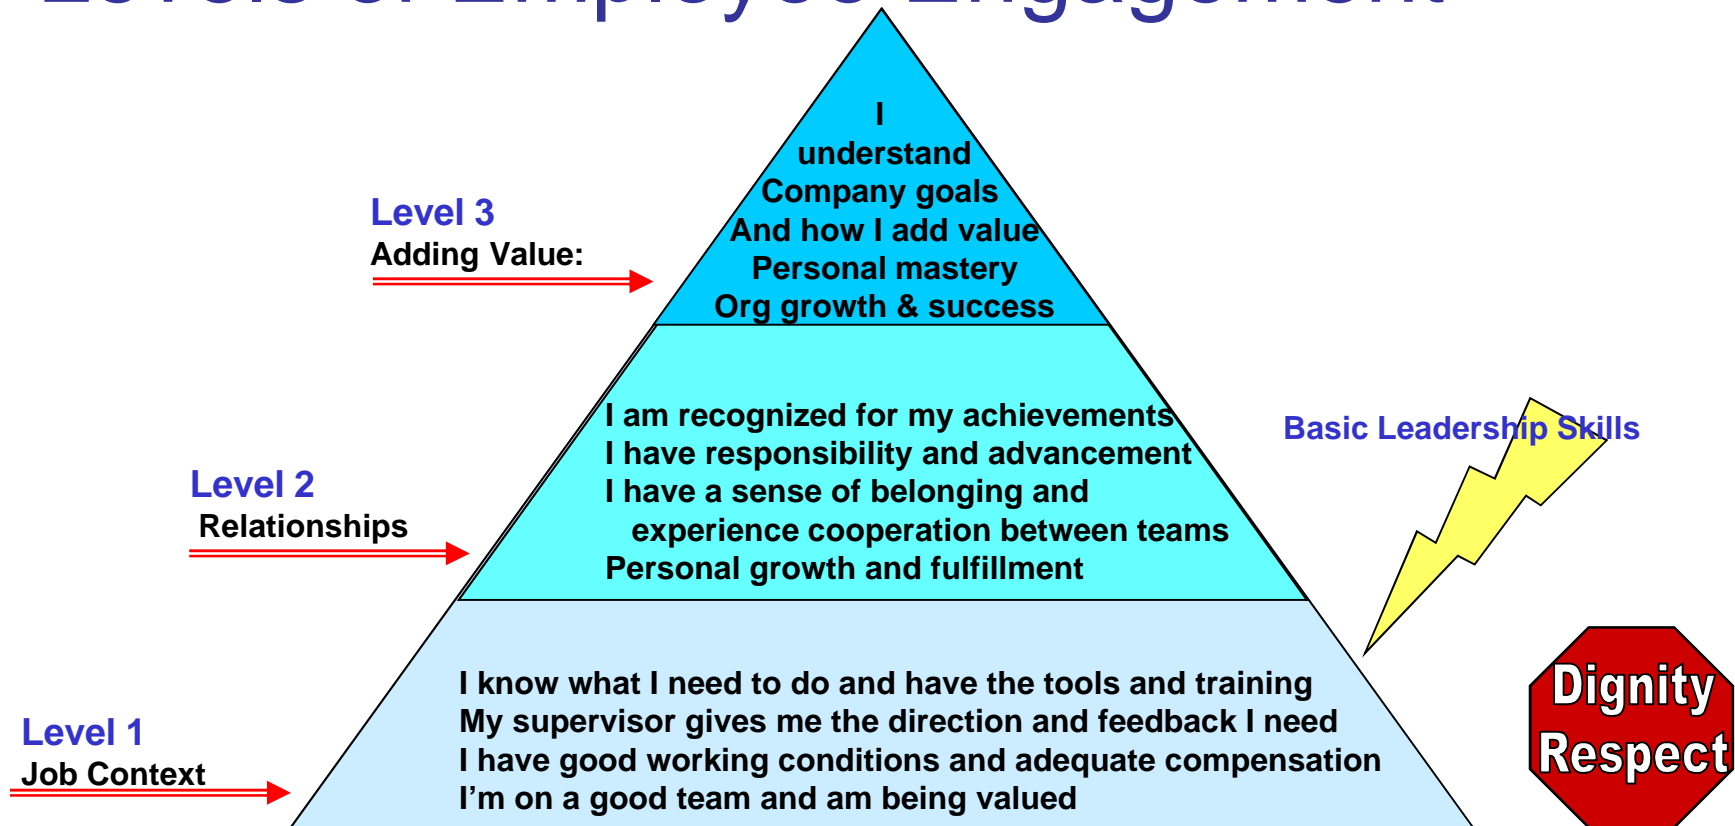 Levels of Employee Engagement
I
understand
Company goals
And how I add value
Personal mastery
Org growth & success
Level 3
Adding Value:
I am recognized for my achievements
I have responsibility and advancement
I have a sense of belonging and
experience cooperation between teams
Personal growth and fulfillment
Level 2
Relationships
Basic Leadership Skills
I know what I need to do and have the tools and training
My supervisor gives me the direction and feedback I need
I have good working conditions and adequate compensation
I’m on a good team and am being valued
Level 1
Job Context
Dignity
Respect